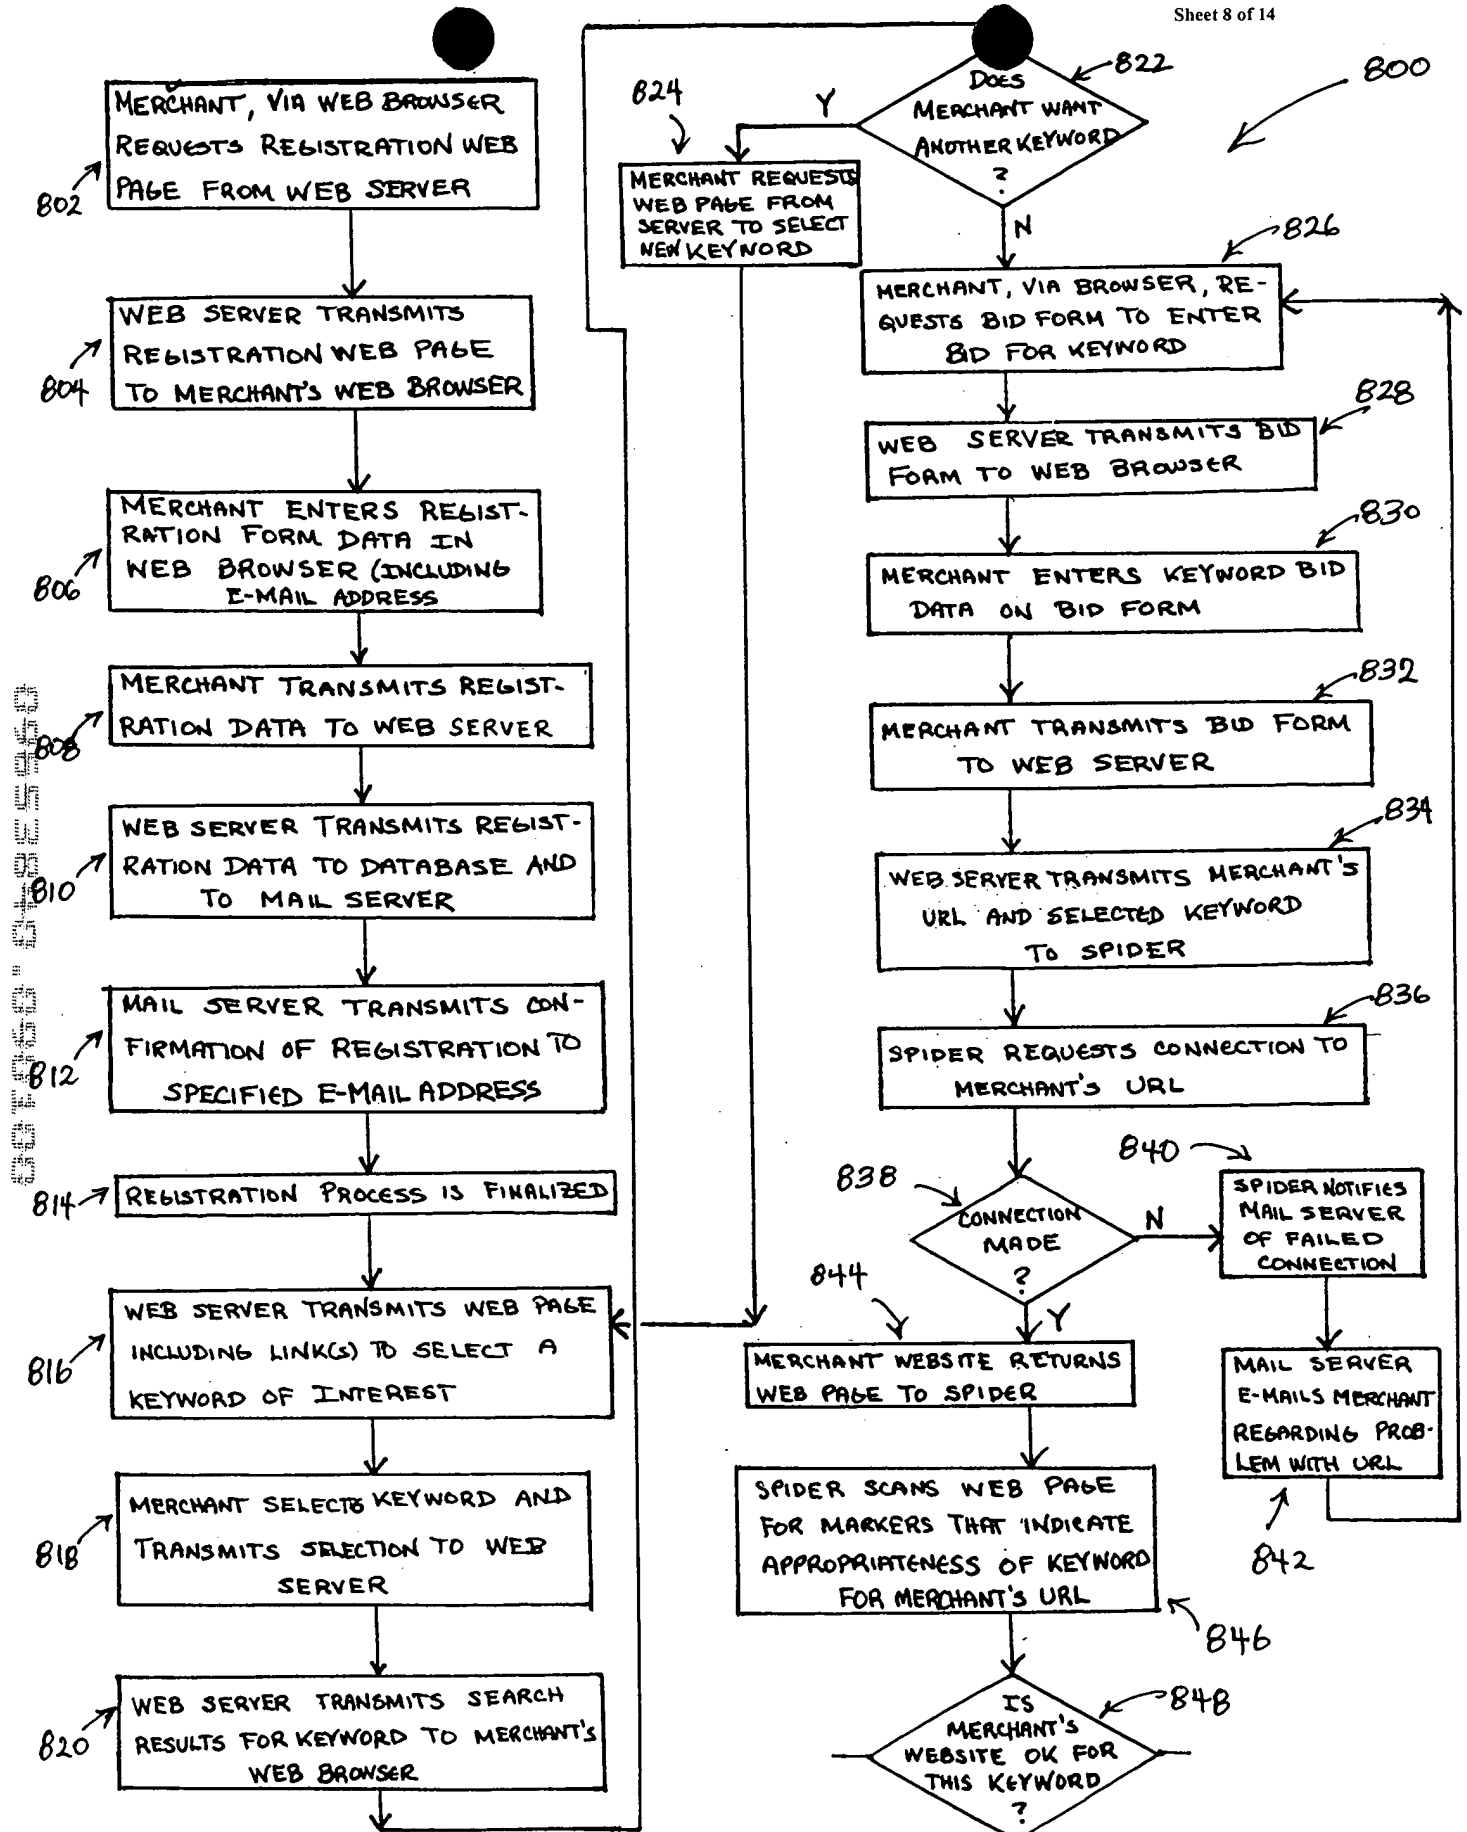 Sheet 8 of 14
MERCHANT, VIA WEB BROWSER
REQUESTS REGISTRATION WEB
PAGE FROM WEB SERVER
802
WEB SERVER TRANSMITS
REGISTRATION WEB PAGE
TO MERCHANT'S WEB BROWSER
804
MERCHANT ENTERS REGIST-
RATION FORM DATA IN
WEB BROWSER (INCLUDING
E-MAIL ADDRESS
806
MERCHANT TRANSMITS REGIST-
RATION DATA TO WEB SERVER
808
WEB SERVER TRANSMITS REGIST-
RATION DATA TO DATABASE AND
TO MAIL SERVER
810
MAIL SERVER TRANSMITS CON-
FIRMATION OF REGISTRATION TO
SPECIFIED E-MAIL ADDRESS
812
REGISTRATION PROCESS IS FINALIZED
814
WEB SERVER TRANSMITS WEB PAGE
INCLUDING LINK(S) TO SELECT A
KEYWORD OF INTEREST
816
MERCHANT SELECTS KEYWORD AND
TRANSMITS SELECTION TO WEB
SERVER
818
WEB SERVER TRANSMITS SEARCH
RESULTS FOR KEYWORD TO MERCHANT'S
WEB BROWSER
820
800
822
DOES
MERCHANT WANT
ANOTHER KEYWORD
?
Y
N
824
MERCHANT REQUESTS
WEB PAGE FROM
SERVER TO SELECT
NEW KEYWORD
826
MERCHANT, VIA BROWSER, RE-
QUESTS BID FORM TO ENTER
BID FOR KEYWORD
828
WEB SERVER TRANSMITS BID
FORM TO WEB BROWSER
830
MERCHANT ENTERS KEYWORD BID
DATA ON BID FORM
832
MERCHANT TRANSMITS BID FORM
TO WEB SERVER
834
WEB SERVER TRANSMITS MERCHANT'S
URL AND SELECTED KEYWORD
TO SPIDER
836
SPIDER REQUESTS CONNECTION TO
MERCHANT'S URL
838
CONNECTION
MADE
?
N
Y
840
SPIDER NOTIFIES
MAIL SERVER
OF FAILED
CONNECTION
MAIL SERVER
E-MAILS MERCHANT
REGARDING PROB-
LEM WITH URL
842
844
MERCHANT WEBSITE RETURNS
WEB PAGE TO SPIDER
SPIDER SCANS WEB PAGE
FOR MARKERS THAT INDICATE
APPROPRIATENESS OF KEYWORD
FOR MERCHANT'S URL
846
848
IS
MERCHANT'S
WEBSITE OK FOR
THIS KEYWORD
?